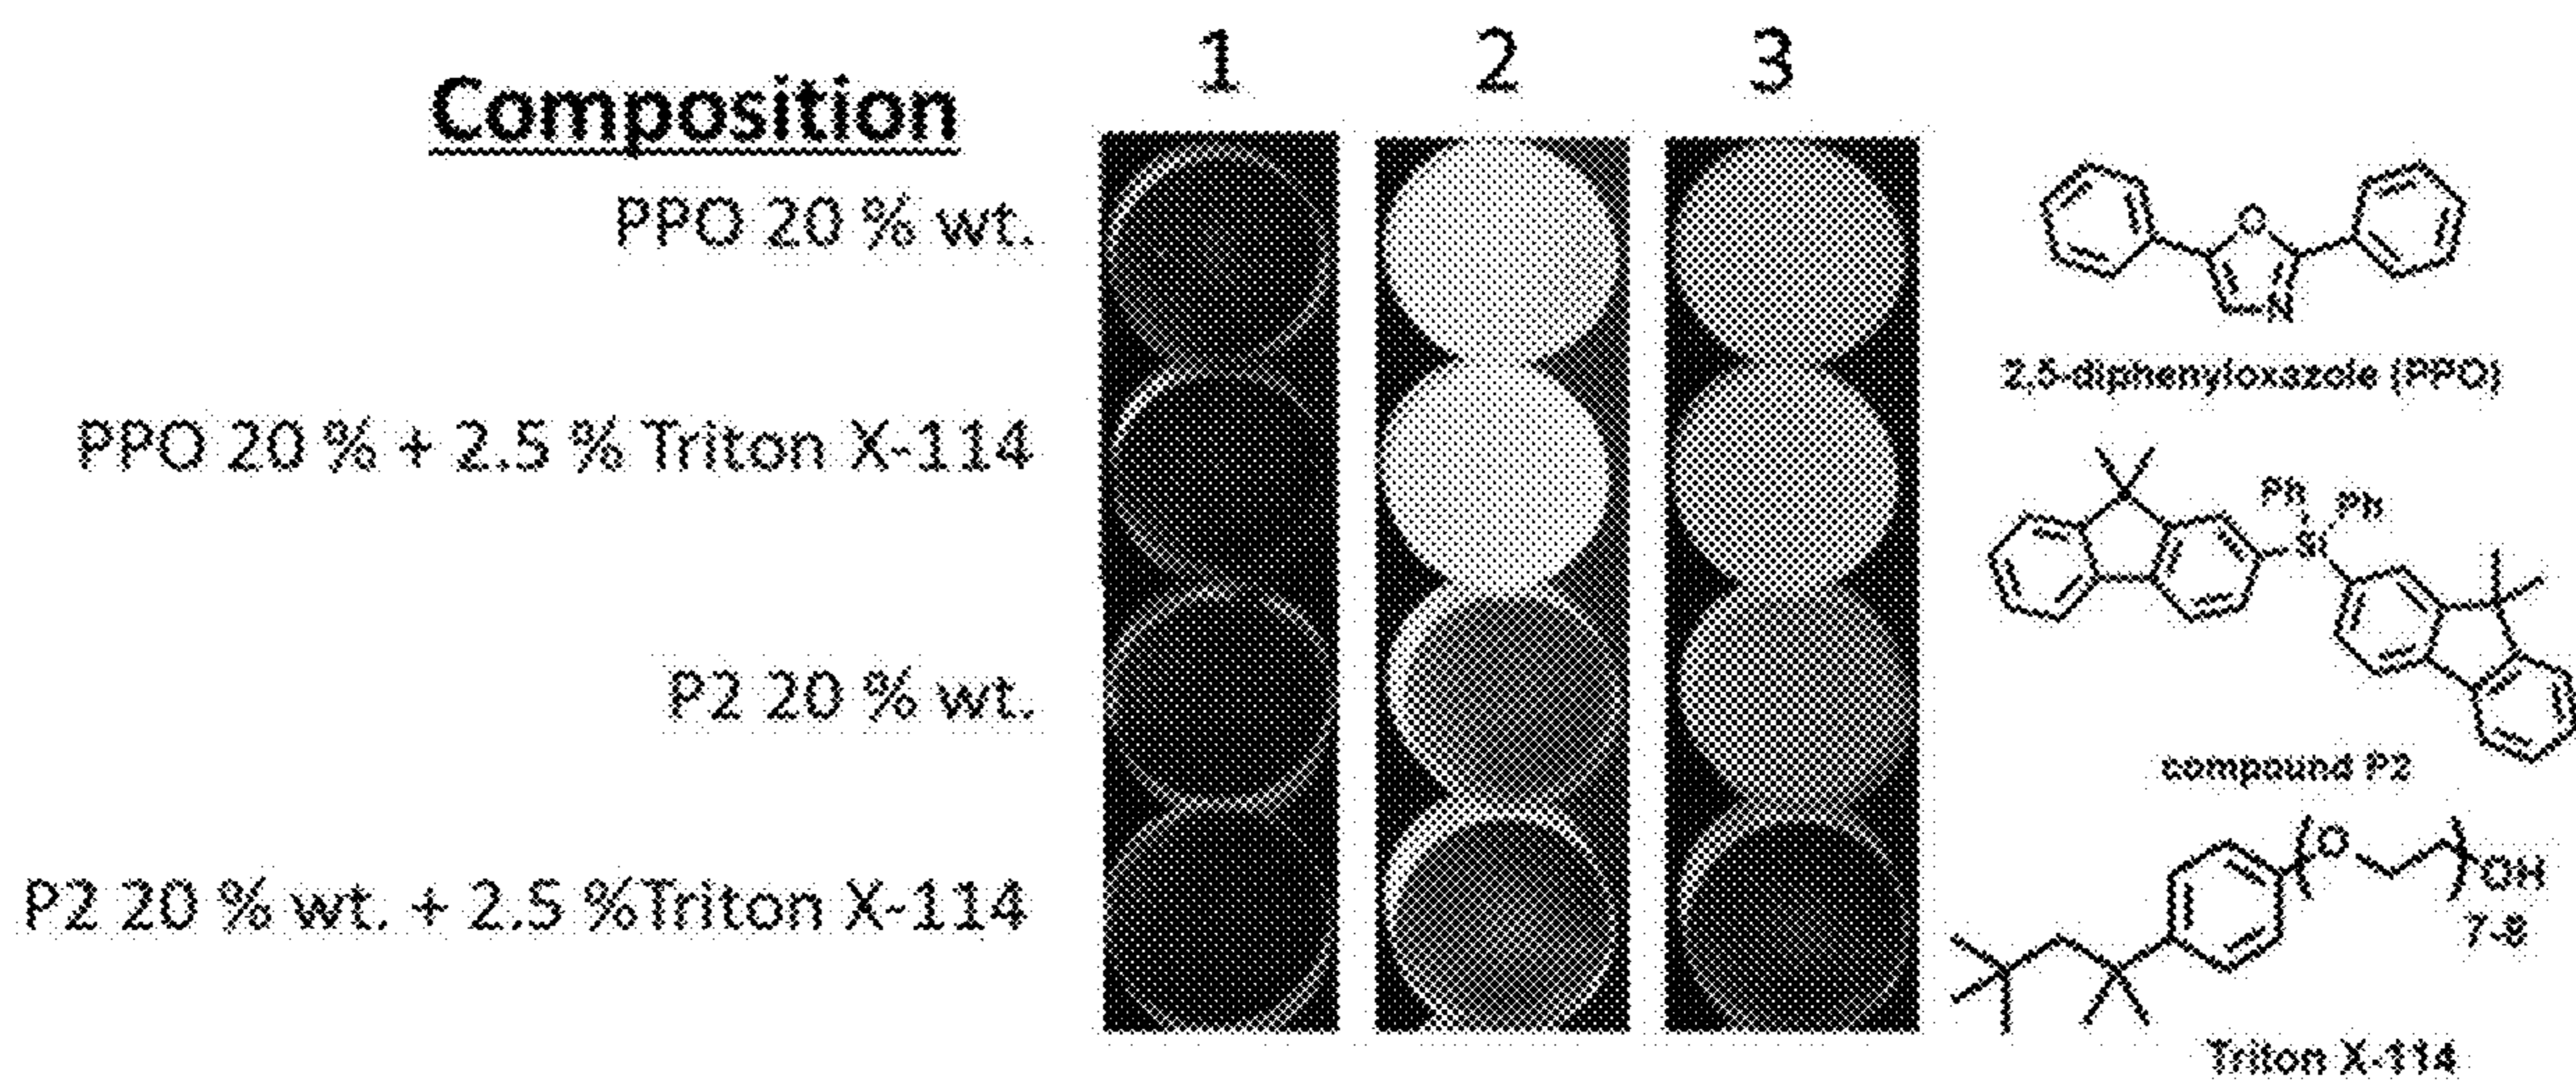 1 2 3
Composition
PPO 20 % wt.
PPO 20 % + 2.5 % Triton X-114
P2 20 % wt.
P2 20 % wt. + 2.5 %Triton X-114
O
N
2,5-diphenyloxazole (PPO)
Ph
Ph
Si
compound P2
O
OH
7-8
Triton X-114